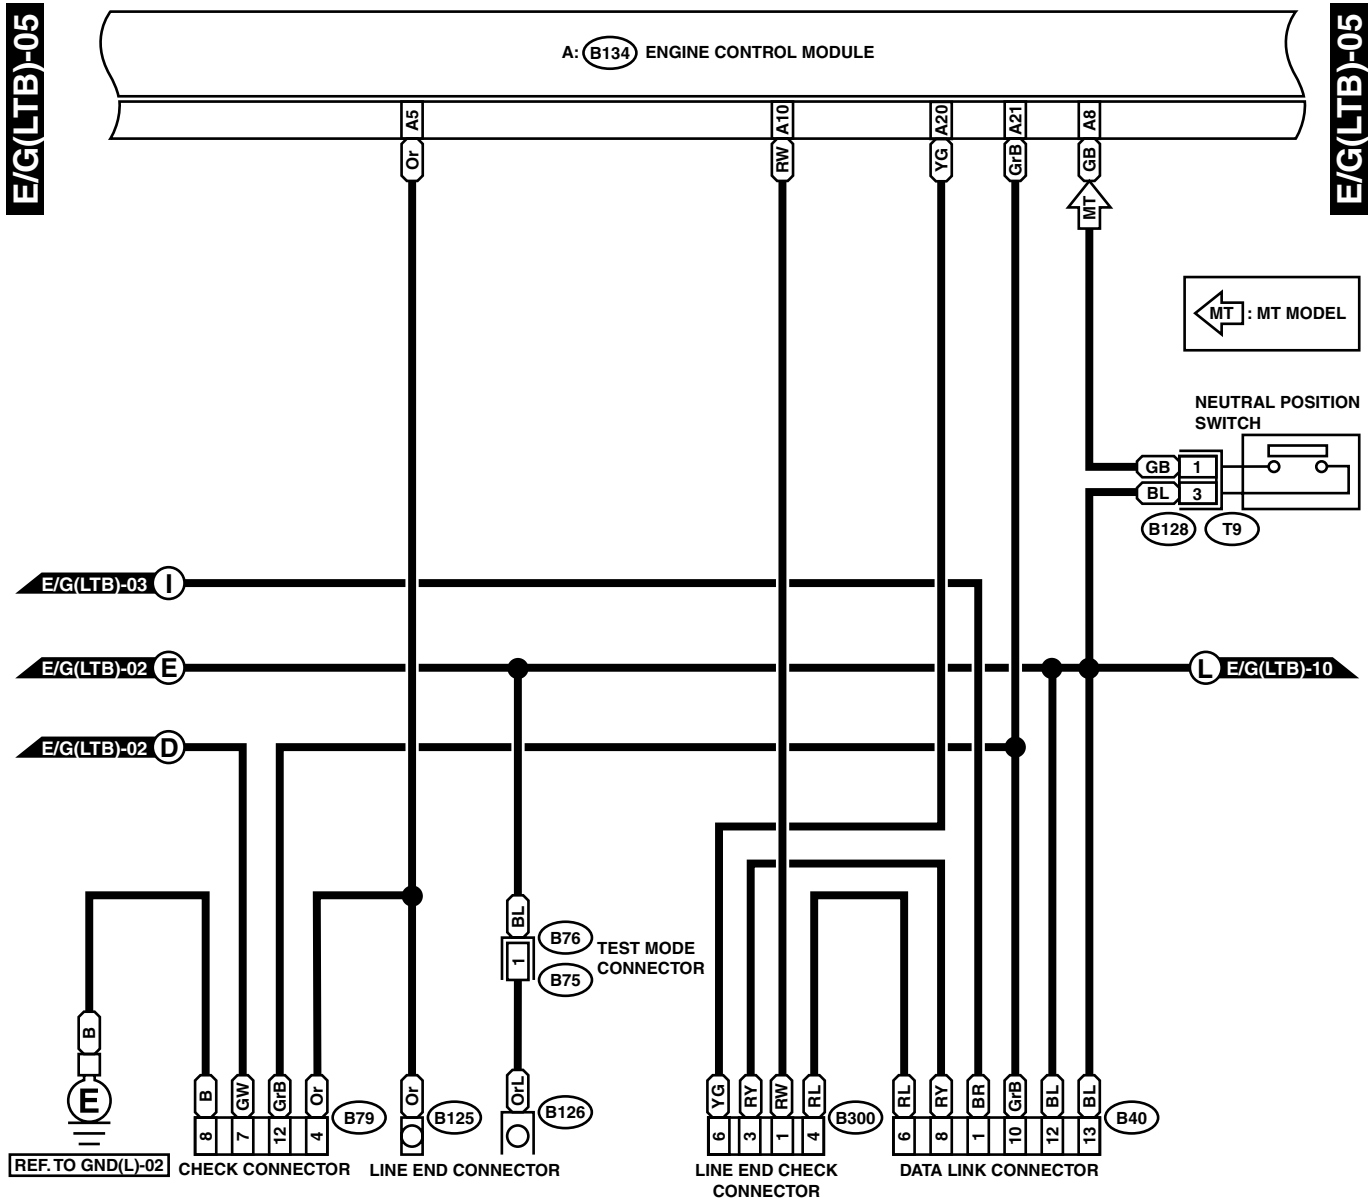 E/G(LTB)-05
E/G(LTB)-05
A: B134 ENGINE CONTROL MODULE
A5 A10 A20 A21 A8
Or RW YG GrB GB
MT
MT : MT MODEL
NEUTRAL POSITION
SWITCH
GB 1
BL 3
B128 T9
E/G(LTB)-03 I
E/G(LTB)-02 E
L E/G(LTB)-10
E/G(LTB)-02 D
BL
B76
1
B75
TEST MODE
CONNECTOR
B
E
REF. TO GND(L)-02
B GW GrB Or
8 7 12 4
B79
CHECK CONNECTOR
Or
B125
OrL
B126
LINE END CONNECTOR
YG RY RW RL
6 3 1 4
B300
LINE END CHECK
CONNECTOR
RL RY BR GrB BL BL
6 8 1 10 12 13
B40
DATA LINK CONNECTOR